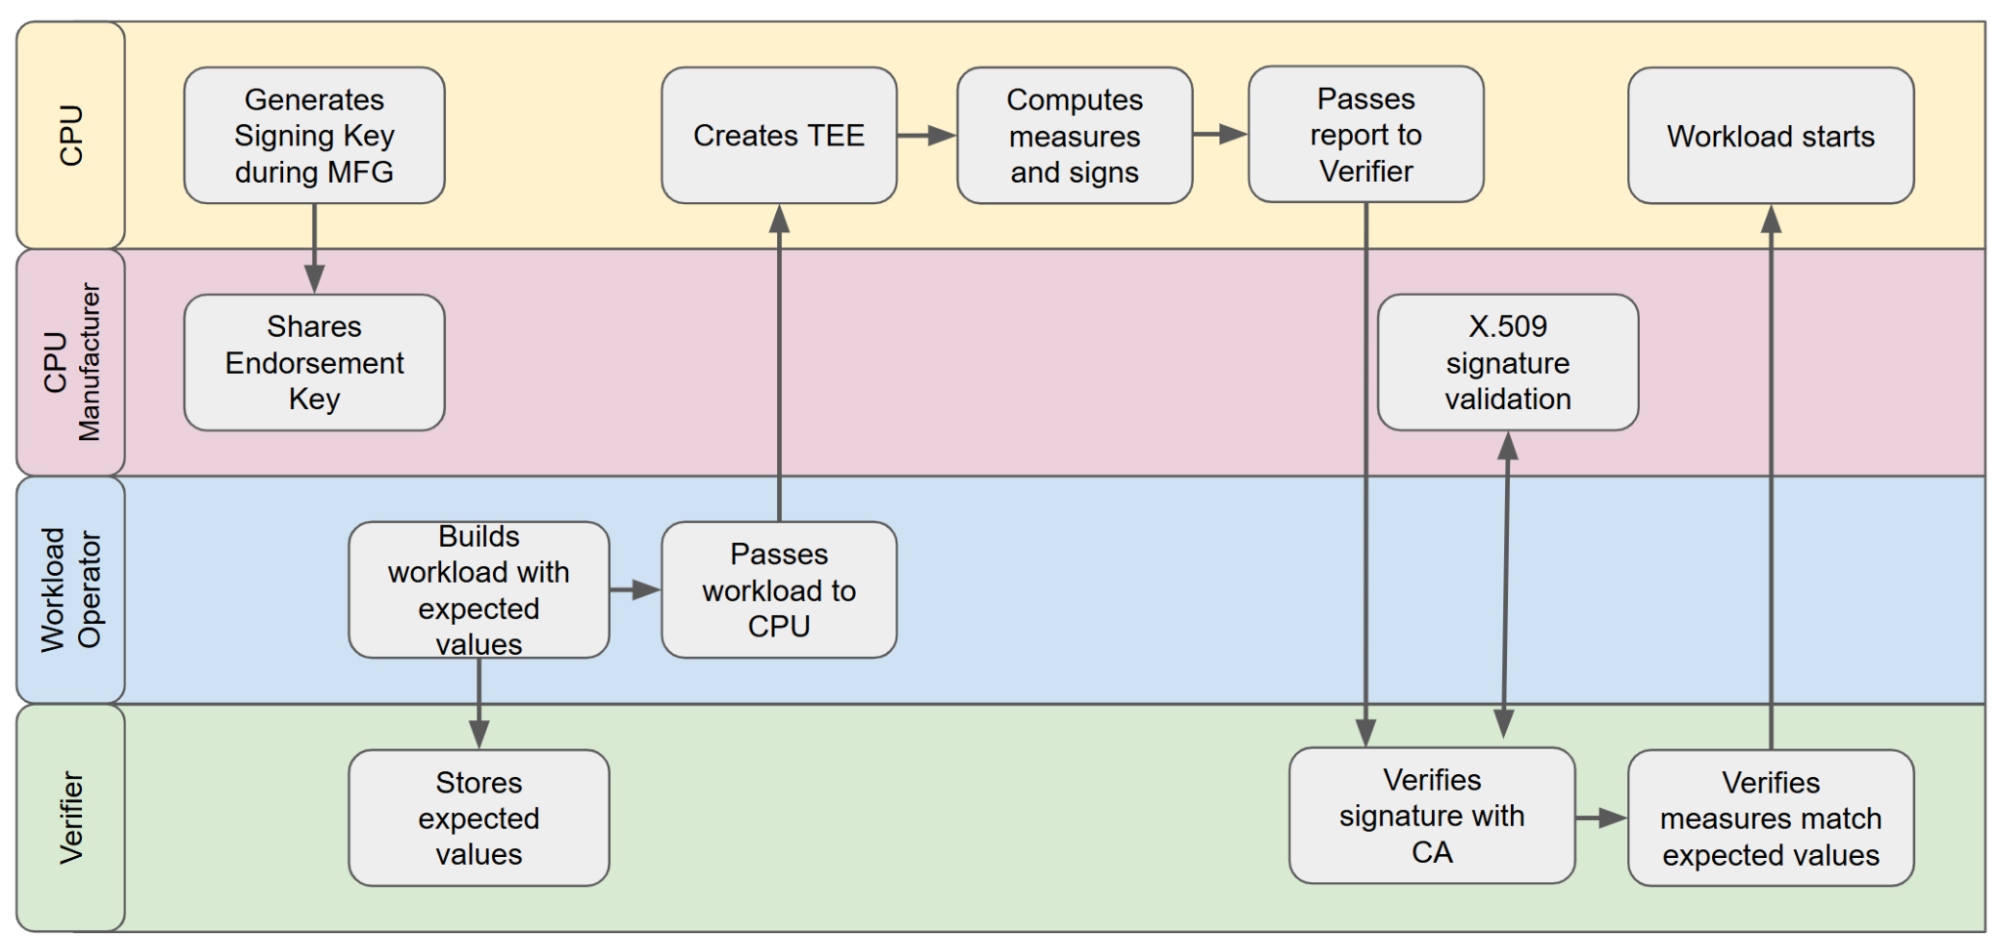 CPU
Generates
Signing Key
during MFG
Creates TEE
Computes
measures
and signs
Passes
report to
Verifier
Workload starts
CPU
Manufacturer
Shares
Endorsement
Key
X.509
signature
validation
Workload
Operator
Builds
workload with
expected
values
Passes
workload to
CPU
Verifier
Stores
expected
values
Verifies
signature with
CA
Verifies
measures match
expected values